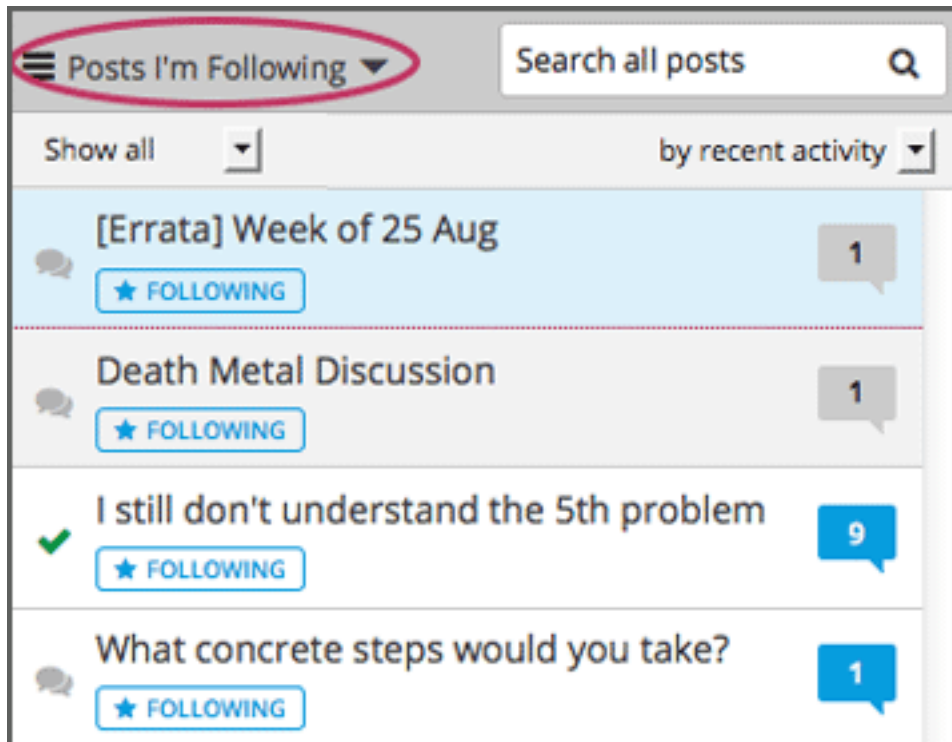 Posts I'm Following
Search all posts
Show all
by recent activity
[Errata] Week of 25 Aug
1
FOLLOWING
Death Metal Discussion
1
FOLLOWING
I still don't understand the 5th problem
9
FOLLOWING
What concrete steps would you take?
1
FOLLOWING